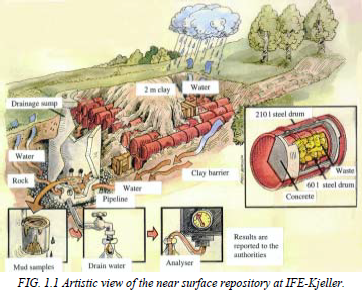 2 m clay
Water
Drainage sump
210 l steel drum
Water
Rock
Clay barrier
Waste
60 l steel drum
Concrete
Water
Pipeline
Results are
reported to the
authorities
Mud samples
Drain water
Analyser
FIG. 1.1 Artistic view of the near surface repository at IFE-Kjeller.